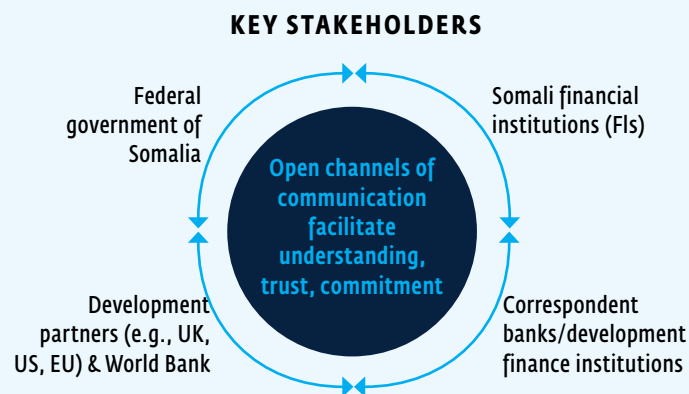 KEY STAKEHOLDERS
Federal
government of
Somalia
Somali financial
institutions (FIs)
Open channels of
communication
facilitate
understanding,
trust, commitment
Development
partners (e.g., UK,
US, EU) & World Bank
Correspondent
banks/development
finance institutions